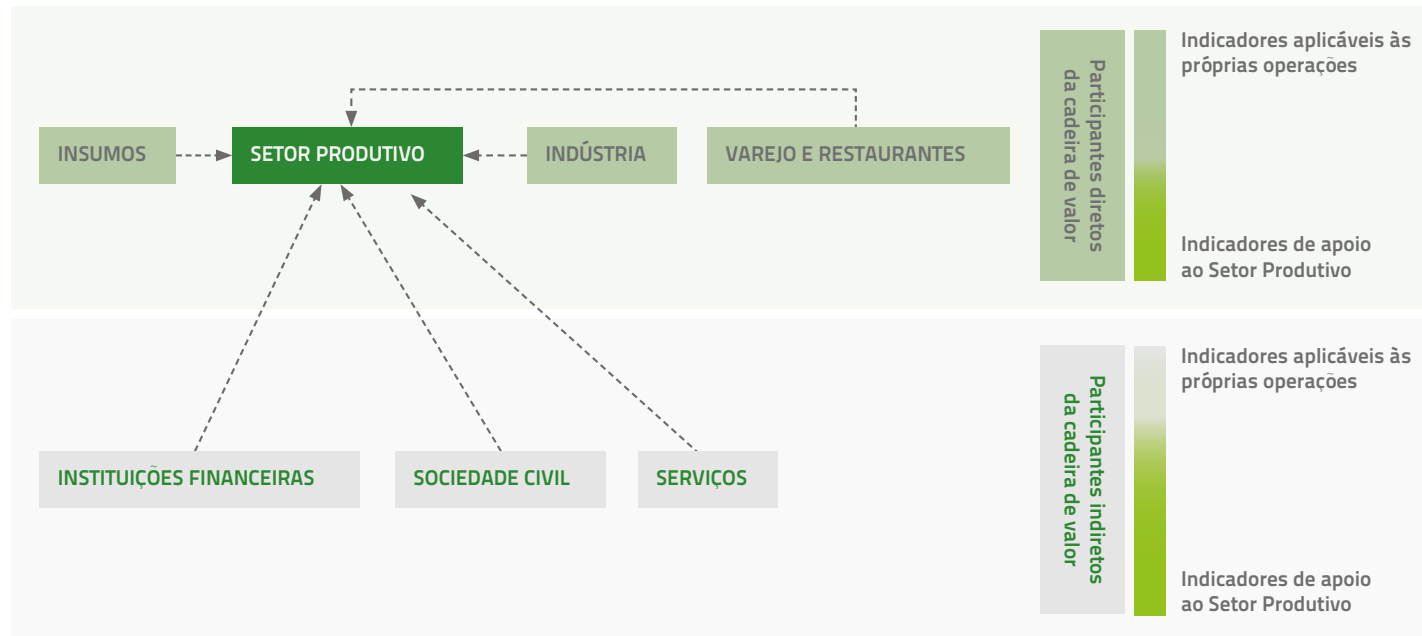 INSUMOS
SETOR PRODUTIVO
INDÚSTRIA
VAREJO E RESTAURANTES
Participantes diretos
da cadeira de valor
Indicadores aplicáveis às
próprias operações
Indicadores de apoio
ao Setor Produtivo
INSTITUIÇÕES FINANCEIRAS
SOCIEDADE CIVIL
SERVIÇOS
Participantes indiretos
da cadeira de valor
Indicadores aplicáveis às
próprias operações
Indicadores de apoio
ao Setor Produtivo